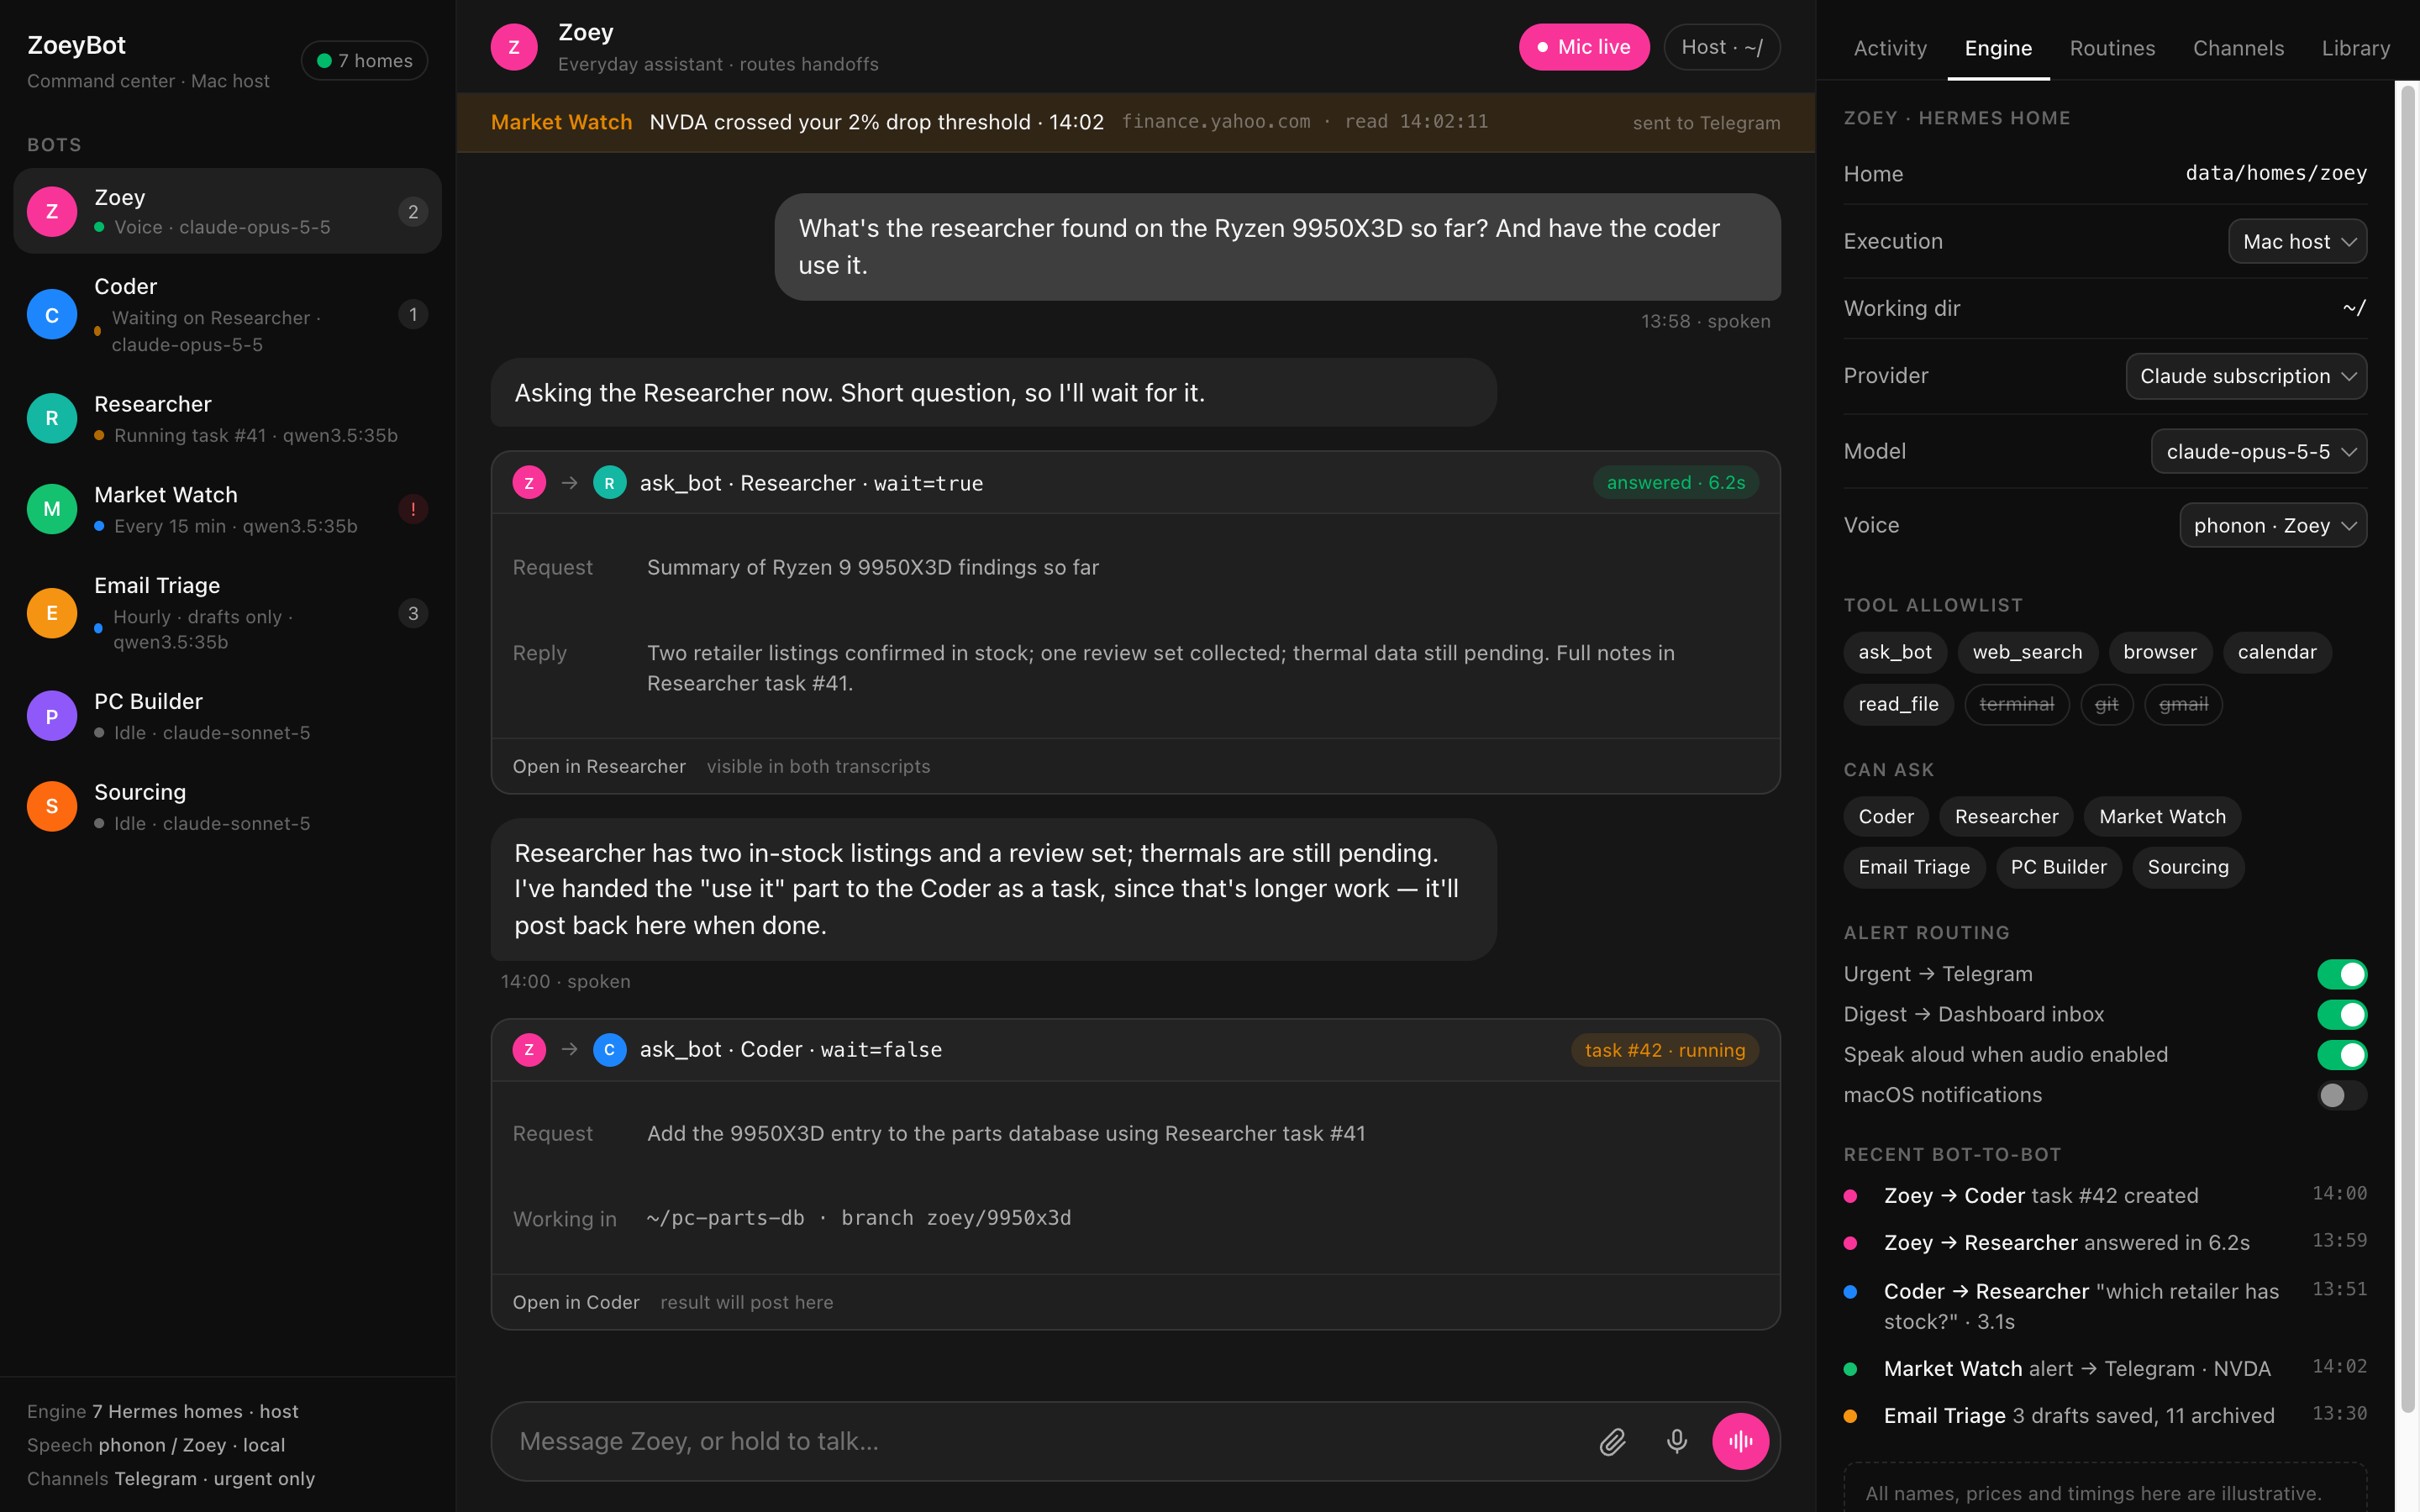 ZoeyBot
Command center · Mac host
7 homes
BOTS
Z
Zoey
Voice · claude-opus-5-5
2
C
Coder
Waiting on Researcher ·
claude-opus-5-5
1
R
Researcher
Running task #41 · qwen3.5:35b
M
Market Watch
Every 15 min · qwen3.5:35b
!
E
Email Triage
Hourly · drafts only ·
qwen3.5:35b
3
P
PC Builder
Idle · claude-sonnet-5
S
Sourcing
Idle · claude-sonnet-5
Engine 7 Hermes homes · host
Speech phonon / Zoey · local
Channels Telegram · urgent only
Z
Zoey
Everyday assistant · routes handoffs
Mic live
Host · ~/
Market Watch NVDA crossed your 2% drop threshold · 14:02 finance.yahoo.com · read 14:02:11 sent to Telegram
What's the researcher found on the Ryzen 9950X3D so far? And have the coder
use it.
13:58 · spoken
Asking the Researcher now. Short question, so I'll wait for it.
Z → R ask_bot · Researcher · wait=true answered · 6.2s
Request Summary of Ryzen 9 9950X3D findings so far
Reply Two retailer listings confirmed in stock; one review set collected; thermal data still pending. Full notes in
Researcher task #41.
Open in Researcher visible in both transcripts
Researcher has two in-stock listings and a review set; thermals are still pending.
I've handed the "use it" part to the Coder as a task, since that's longer work — it'll
post back here when done.
14:00 · spoken
Z → C ask_bot · Coder · wait=false task #42 · running
Request Add the 9950X3D entry to the parts database using Researcher task #41
Working in ~/pc-parts-db · branch zoey/9950x3d
Open in Coder result will post here
Message Zoey, or hold to talk...
Activity Engine Routines Channels Library
ZOEY · HERMES HOME
Home data/homes/zoey
Execution Mac host
Working dir ~/
Provider Claude subscription
Model claude-opus-5-5
Voice phonon · Zoey
TOOL ALLOWLIST
ask_bot web_search browser calendar
read_file terminal git gmail
CAN ASK
Coder Researcher Market Watch
Email Triage PC Builder Sourcing
ALERT ROUTING
Urgent → Telegram
Digest → Dashboard inbox
Speak aloud when audio enabled
macOS notifications
RECENT BOT-TO-BOT
Zoey → Coder task #42 created 14:00
Zoey → Researcher answered in 6.2s 13:59
Coder → Researcher "which retailer has 13:51
stock?" · 3.1s
Market Watch alert → Telegram · NVDA 14:02
Email Triage 3 drafts saved, 11 archived 13:30
All names, prices and timings here are illustrative.